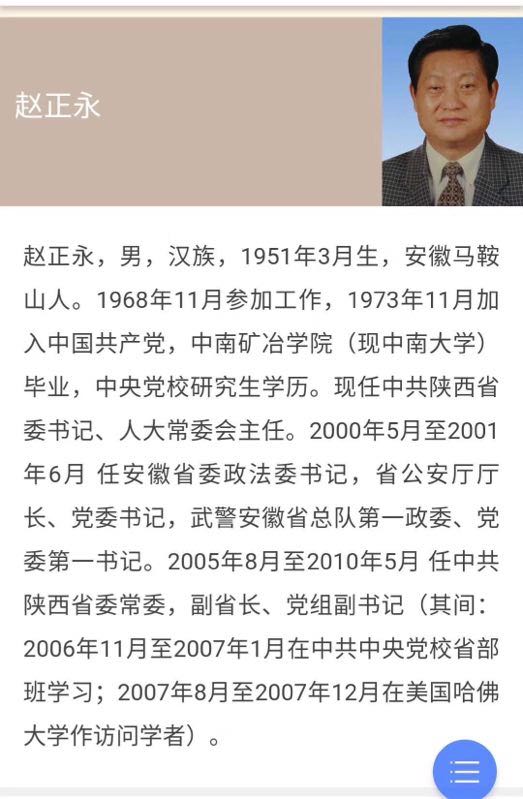 赵正永
赵正永，男，汉族，1951年3月生，安徽马鞍
山人。1968年11月参加工作，1973年11月加
入中国共产党，中南矿冶学院（现中南大学）
毕业，中央党校研究生学历。现任中共陕西省
委书记、人大常委会主任。2000年5月至2001
年6月 任安徽省委政法委书记，省公安厅厅
长、党委书记，武警安徽省总队第一政委、党
委第一书记。2005年8月至2010年5月 任中共
陕西省委常委，副省长、党组副书记（其间：
2006年11月至2007年1月在中共中央党校省部
班学习；2007年8月至2007年12月在美国哈佛
大学作访问学者）。